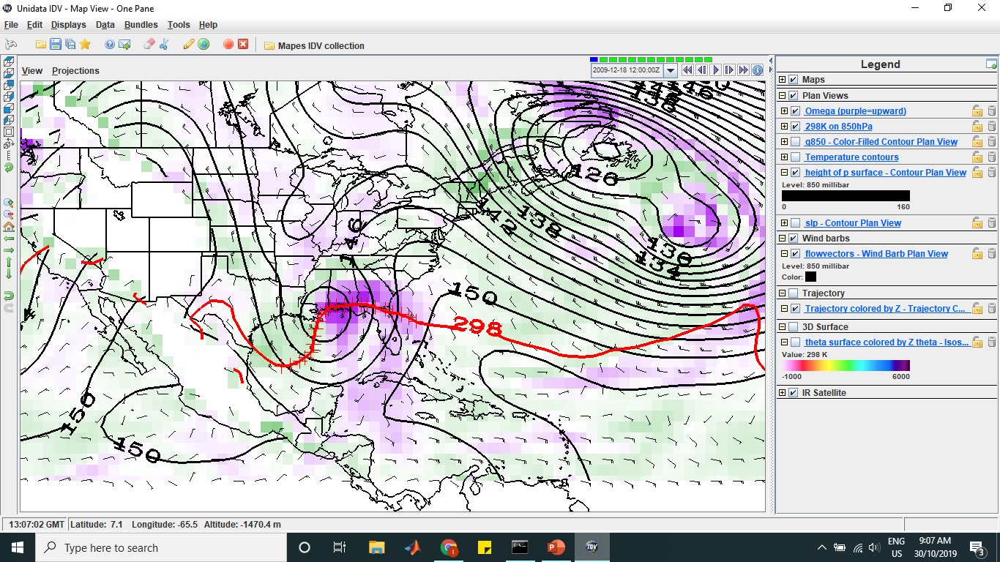 Unidata IDV - Map View - One Pane
File Edit Displays Data Bundles Tools Help
Mapes IDV collection
View Projections
2009-12-18 12:00:00Z
Legend
Maps
Plan Views
Omega (purple=upward)
298K on 850hPa
q850 - Color-Filled Contour Plan View
Temperature contours
height of p surface - Contour Plan View
Level: 850 millibar
0 160
slp - Contour Plan View
Wind barbs
flowvectors - Wind Barb Plan View
Level: 850 millibar
Color:
Trajectory
Trajectory colored by Z - Trajectory C...
3D Surface
theta surface colored by Z theta - Isos...
Value: 298 K
-1000 6000
IR Satellite
126
142
138
146
130
134
150
298
150
150
13:07:02 GMT Latitude: 7.1 Longitude: -65.5 Altitude: -1470.4 m
Type here to search
ENG
US
9:07 AM
30/10/2019
3
IDV